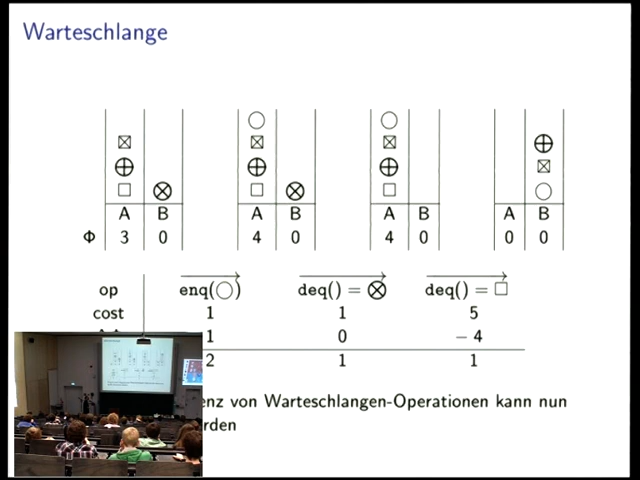 Warteschlange
A B A B A B A B
Φ 3 0 4 0 4 0 0 0
op enq(○) deq() = ⊗ deq() = □
cost 1 1 5
1 0 − 4
2 1 1
enz von Warteschlangen-Operationen kann nun
rden